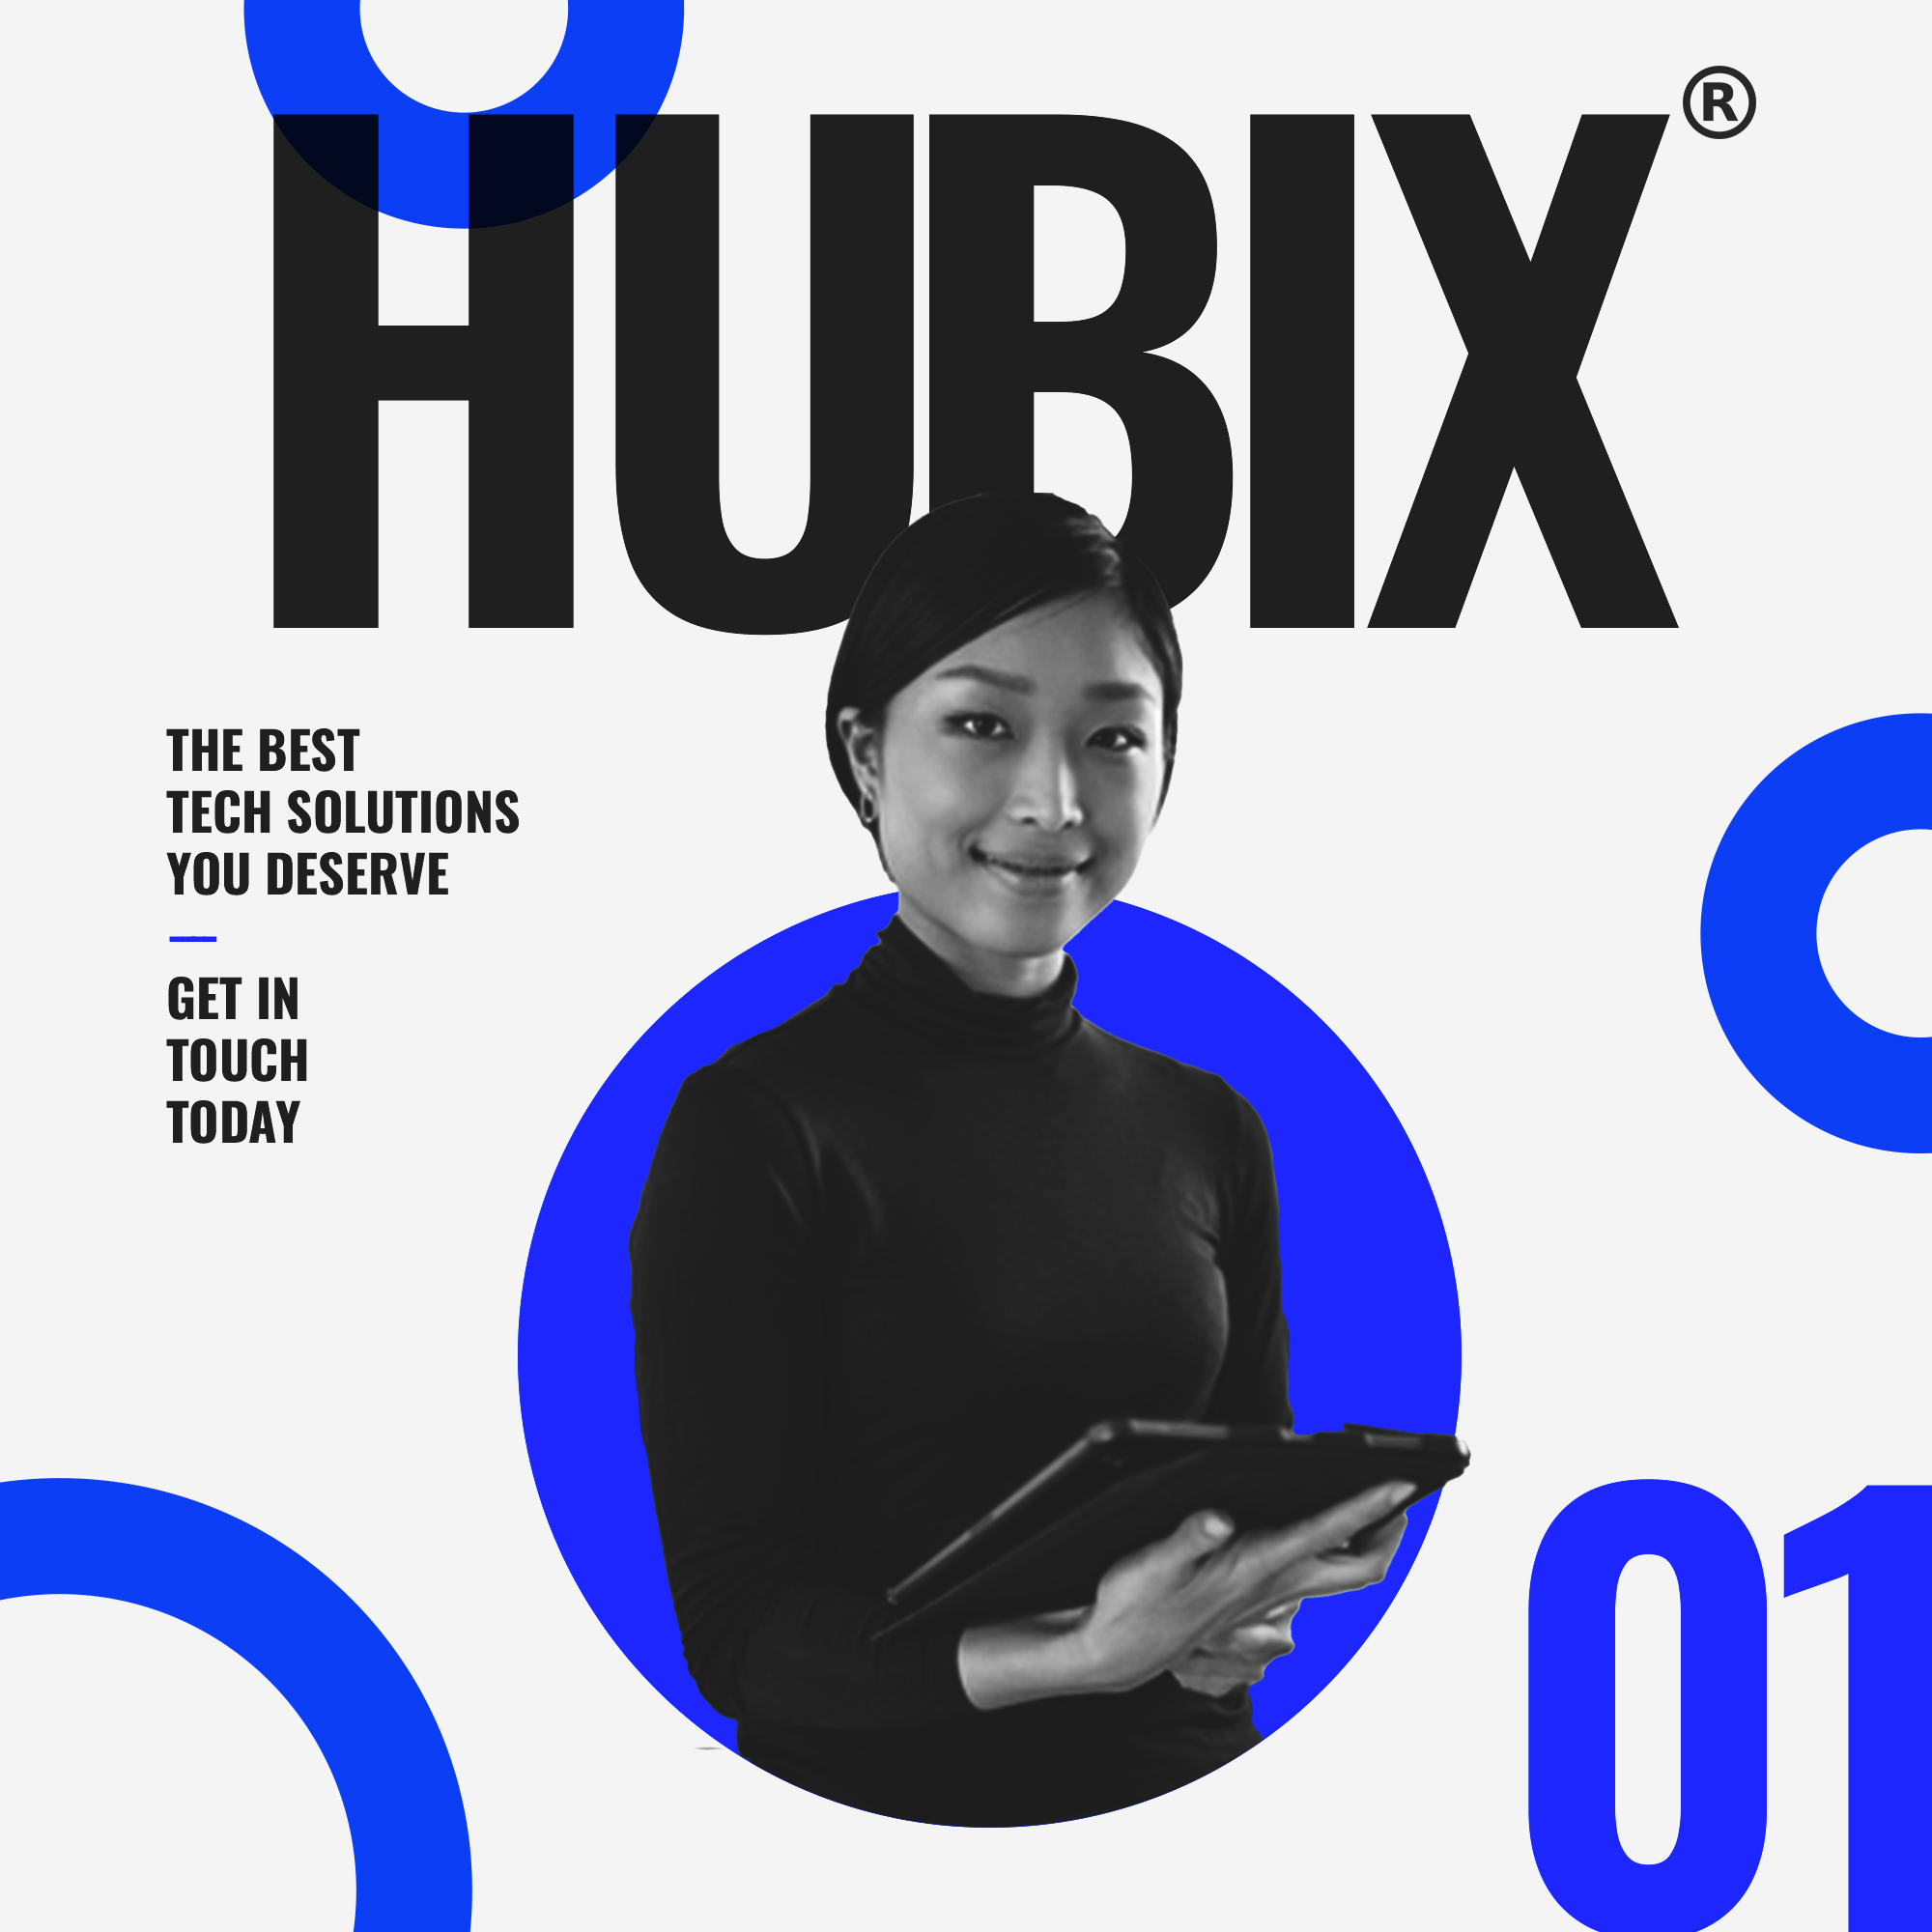 HUBIX®
THE BEST
TECH SOLUTIONS
YOU DESERVE
GET IN
TOUCH
TODAY
01